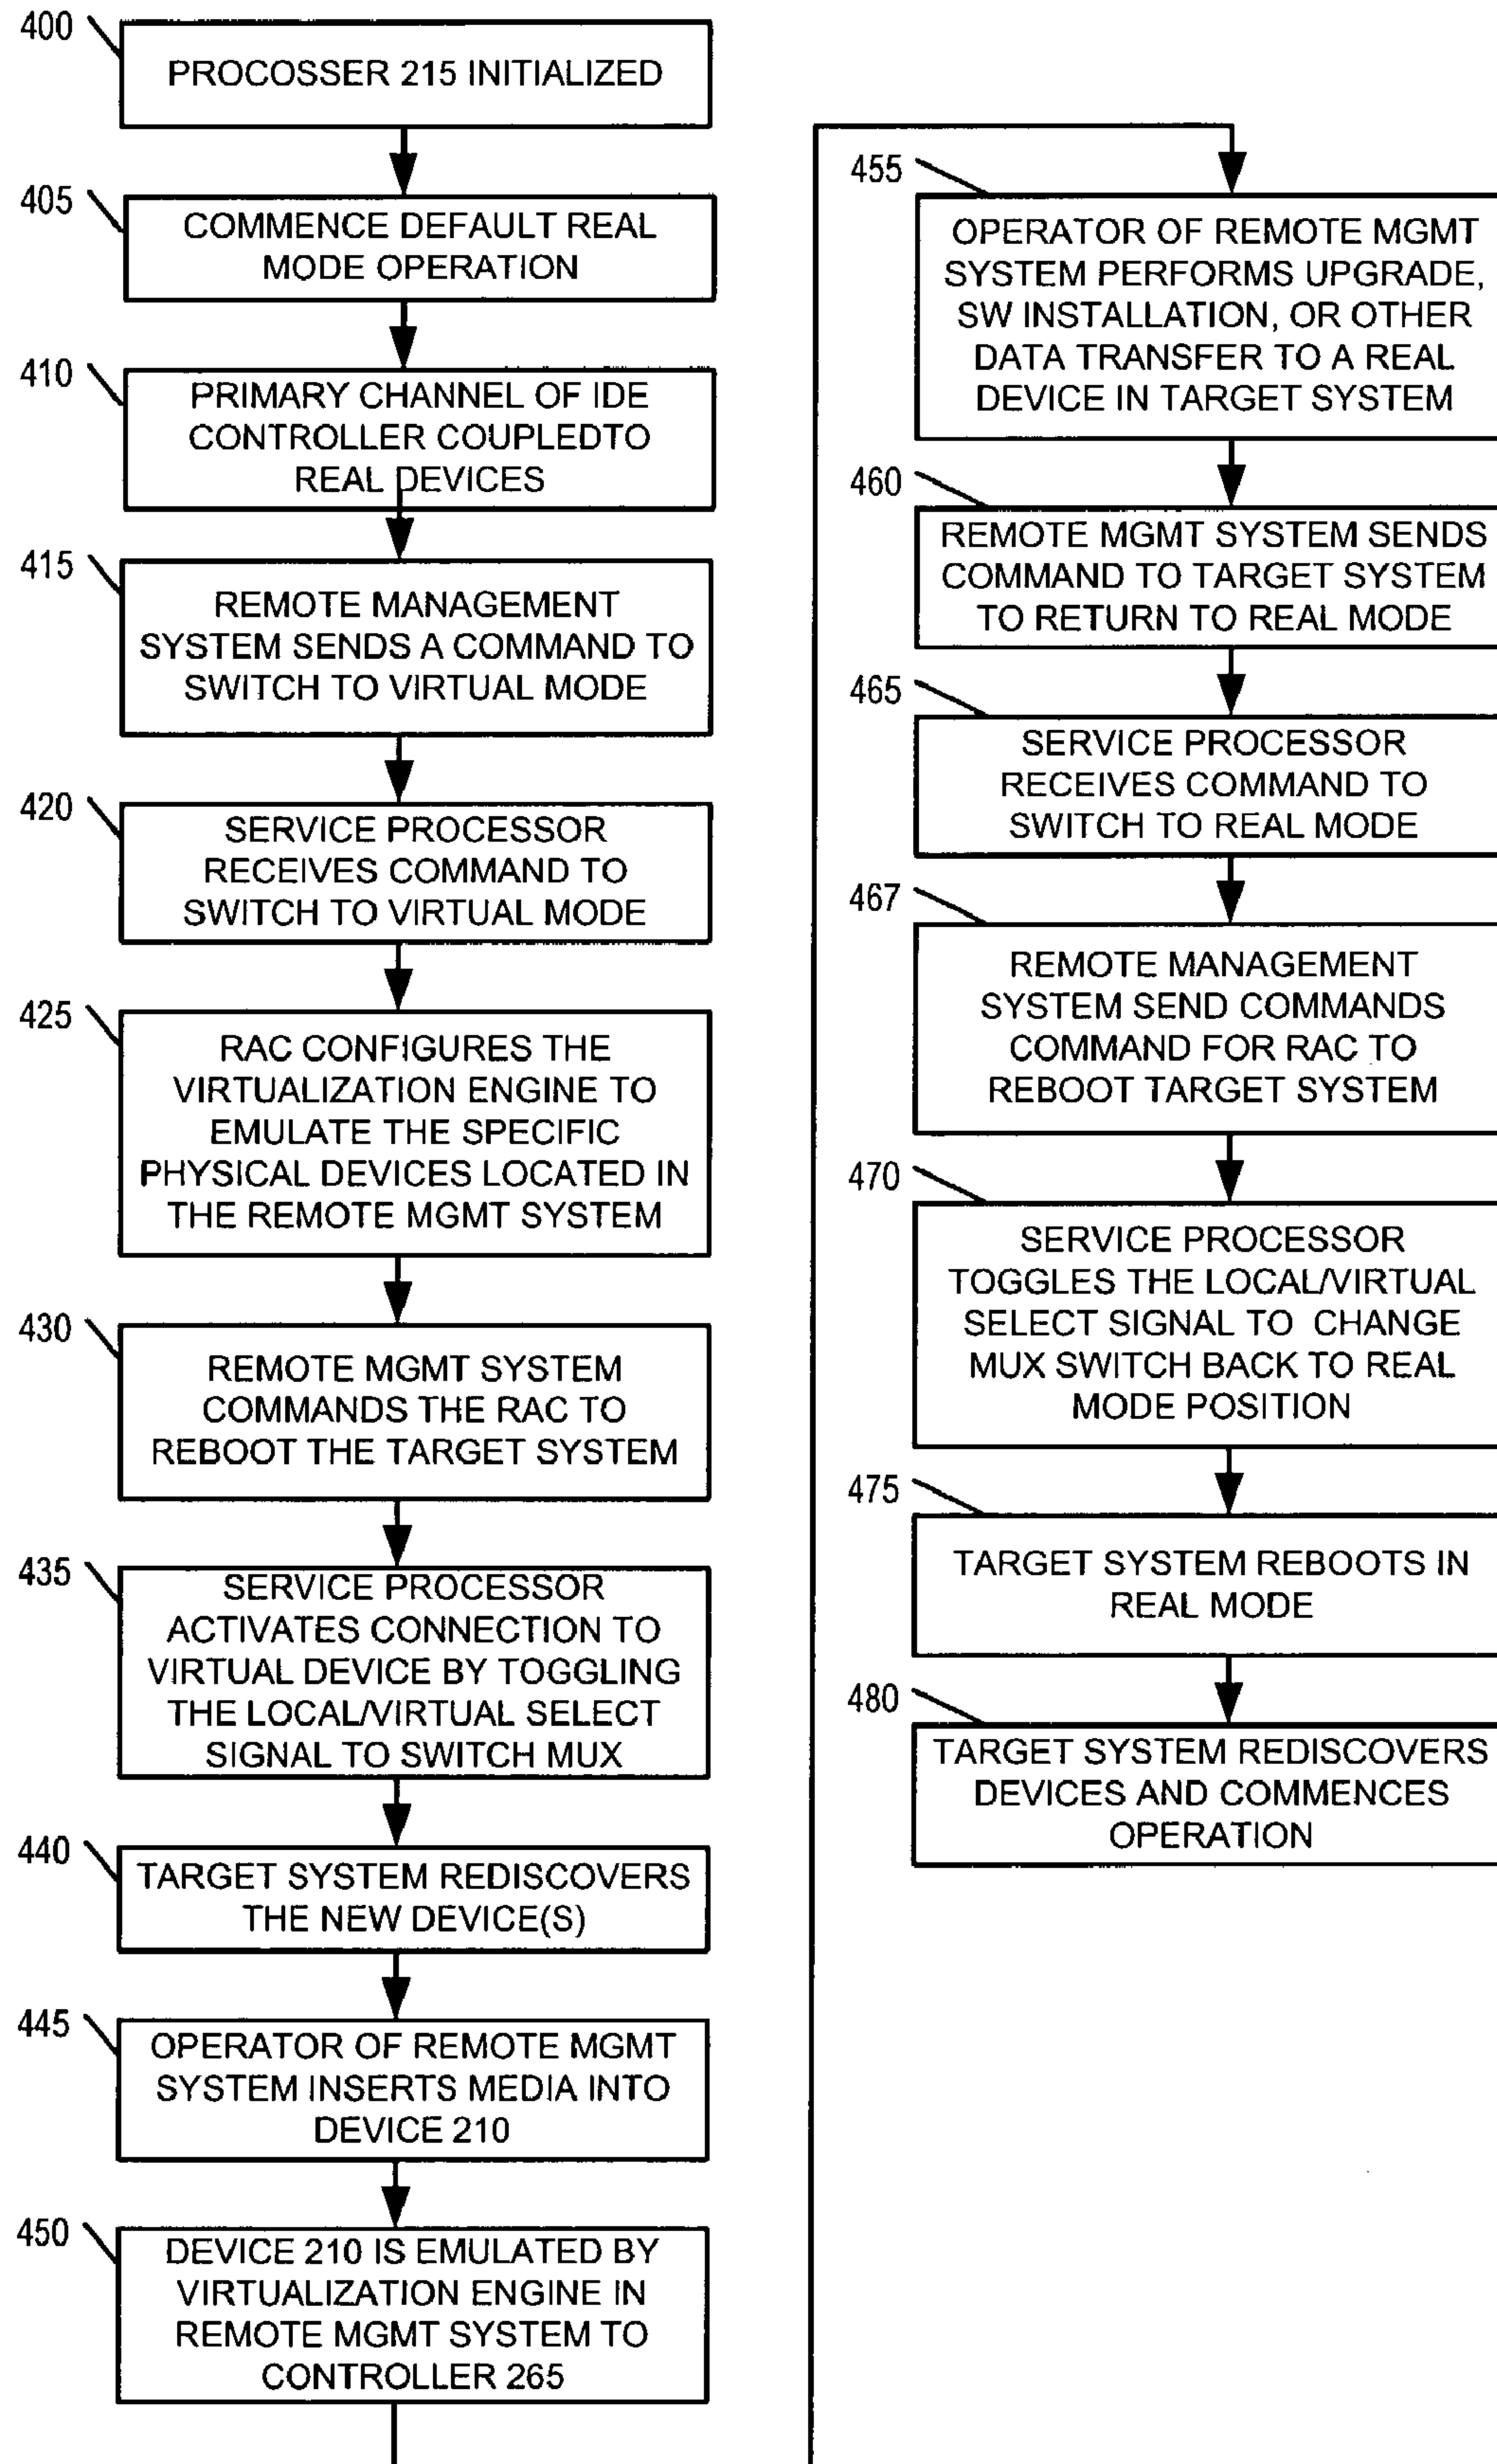 400
PROCOSSER 215 INITIALIZED
405
COMMENCE DEFAULT REAL
MODE OPERATION
410
PRIMARY CHANNEL OF IDE
CONTROLLER COUPLEDTO
REAL DEVICES
415
REMOTE MANAGEMENT
SYSTEM SENDS A COMMAND TO
SWITCH TO VIRTUAL MODE
420
SERVICE PROCESSOR
RECEIVES COMMAND TO
SWITCH TO VIRTUAL MODE
425
RAC CONFIGURES THE
VIRTUALIZATION ENGINE TO
EMULATE THE SPECIFIC
PHYSICAL DEVICES LOCATED IN
THE REMOTE MGMT SYSTEM
430
REMOTE MGMT SYSTEM
COMMANDS THE RAC TO
REBOOT THE TARGET SYSTEM
435
SERVICE PROCESSOR
ACTIVATES CONNECTION TO
VIRTUAL DEVICE BY TOGGLING
THE LOCAL/VIRTUAL SELECT
SIGNAL TO SWITCH MUX
440
TARGET SYSTEM REDISCOVERS
THE NEW DEVICE(S)
445
OPERATOR OF REMOTE MGMT
SYSTEM INSERTS MEDIA INTO
DEVICE 210
450
DEVICE 210 IS EMULATED BY
VIRTUALIZATION ENGINE IN
REMOTE MGMT SYSTEM TO
CONTROLLER 265
455
OPERATOR OF REMOTE MGMT
SYSTEM PERFORMS UPGRADE,
SW INSTALLATION, OR OTHER
DATA TRANSFER TO A REAL
DEVICE IN TARGET SYSTEM
460
REMOTE MGMT SYSTEM SENDS
COMMAND TO TARGET SYSTEM
TO RETURN TO REAL MODE
465
SERVICE PROCESSOR
RECEIVES COMMAND TO
SWITCH TO REAL MODE
467
REMOTE MANAGEMENT
SYSTEM SEND COMMANDS
COMMAND FOR RAC TO
REBOOT TARGET SYSTEM
470
SERVICE PROCESSOR
TOGGLES THE LOCAL/VIRTUAL
SELECT SIGNAL TO CHANGE
MUX SWITCH BACK TO REAL
MODE POSITION
475
TARGET SYSTEM REBOOTS IN
REAL MODE
480
TARGET SYSTEM REDISCOVERS
DEVICES AND COMMENCES
OPERATION